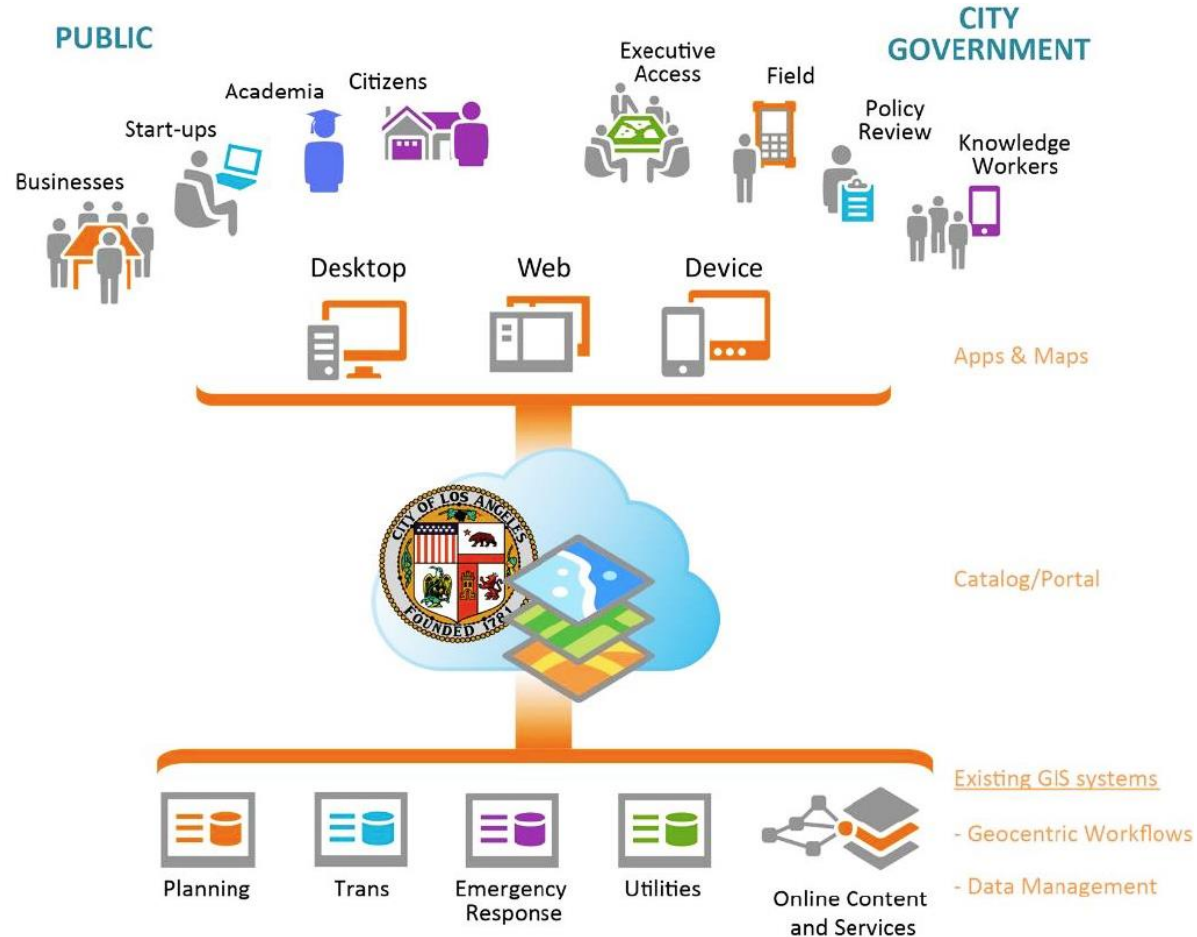 PUBLIC
CITY
GOVERNMENT
Businesses
Start-ups
Academia
Citizens
Executive
Access
Field
Policy
Review
Knowledge
Workers
Desktop
Web
Device
Apps & Maps
CITY OF LOS ANGELES
FOUNDED 1781
Catalog/Portal
Existing GIS systems
- Geocentric Workflows
- Data Management
Planning
Trans
Emergency
Response
Utilities
Online Content
and Services